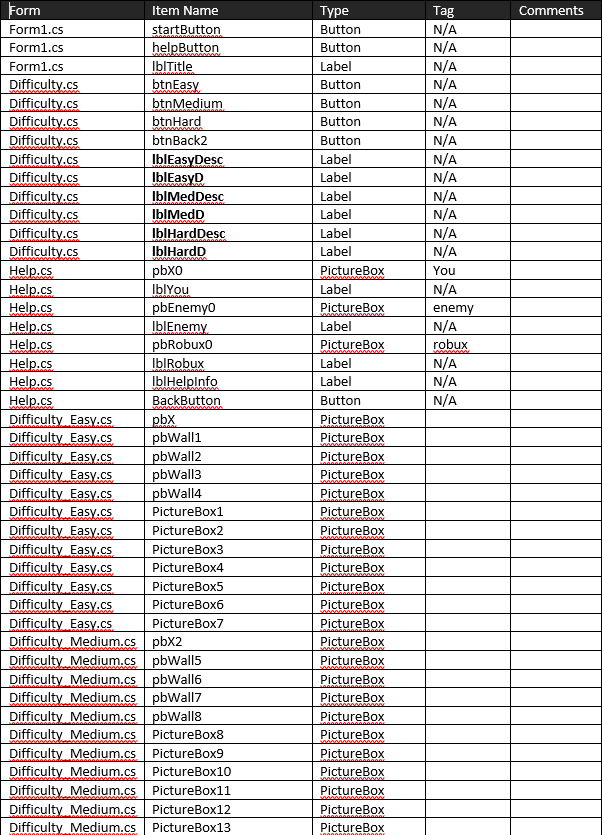 Form Item Name Type Tag Comments
Form1.cs startButton Button N/A
Form1.cs helpButton Button N/A
Form1.cs lblTitle Label N/A
Difficulty.cs btnEasy Button N/A
Difficulty.cs btnMedium Button N/A
Difficulty.cs btnHard Button N/A
Difficulty.cs btnBack2 Button N/A
Difficulty.cs lblEasyDesc Label N/A
Difficulty.cs lblEasyD Label N/A
Difficulty.cs lblMedDesc Label N/A
Difficulty.cs lblMedD Label N/A
Difficulty.cs lblHardDesc Label N/A
Difficulty.cs lblHardD Label N/A
Help.cs pbX0 PictureBox You
Help.cs lblYou Label N/A
Help.cs pbEnemy0 PictureBox enemy
Help.cs lblEnemy Label N/A
Help.cs pbRobux0 PictureBox robux
Help.cs lblRobux Label N/A
Help.cs lblHelpInfo Label N/A
Help.cs BackButton Button N/A
Difficulty_Easy.cs pbX PictureBox
Difficulty_Easy.cs pbWall1 PictureBox
Difficulty_Easy.cs pbWall2 PictureBox
Difficulty_Easy.cs pbWall3 PictureBox
Difficulty_Easy.cs pbWall4 PictureBox
Difficulty_Easy.cs PictureBox1 PictureBox
Difficulty_Easy.cs PictureBox2 PictureBox
Difficulty_Easy.cs PictureBox3 PictureBox
Difficulty_Easy.cs PictureBox4 PictureBox
Difficulty_Easy.cs PictureBox5 PictureBox
Difficulty_Easy.cs PictureBox6 PictureBox
Difficulty_Easy.cs PictureBox7 PictureBox
Difficulty_Medium.cs pbX2 PictureBox
Difficulty_Medium.cs pbWall5 PictureBox
Difficulty_Medium.cs pbWall6 PictureBox
Difficulty_Medium.cs pbWall7 PictureBox
Difficulty_Medium.cs pbWall8 PictureBox
Difficulty_Medium.cs PictureBox8 PictureBox
Difficulty_Medium.cs PictureBox9 PictureBox
Difficulty_Medium.cs PictureBox10 PictureBox
Difficulty_Medium.cs PictureBox11 PictureBox
Difficulty_Medium.cs PictureBox12 PictureBox
Difficulty_Medium.cs PictureBox13 PictureBox